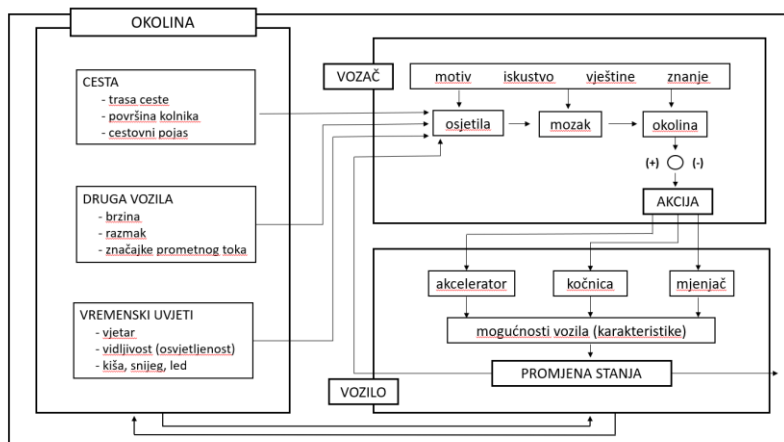 OKOLINA
CESTA
- trasa ceste
- površina kolnika
- cestovni pojas
DRUGA VOZILA
- brzina
- razmak
- značajke prometnog toka
VREMENSKI UVJETI
- vjetar
- vidljivost (osvjetljenost)
- kiša, snijeg, led
VOZAČ
motiv iskustvo vještine znanje
osjetila mozak okolina
(+) (-)
AKCIJA
akcelerator kočnica mjenjač
mogućnosti vozila (karakteristike)
PROMJENA STANJA
VOZILO